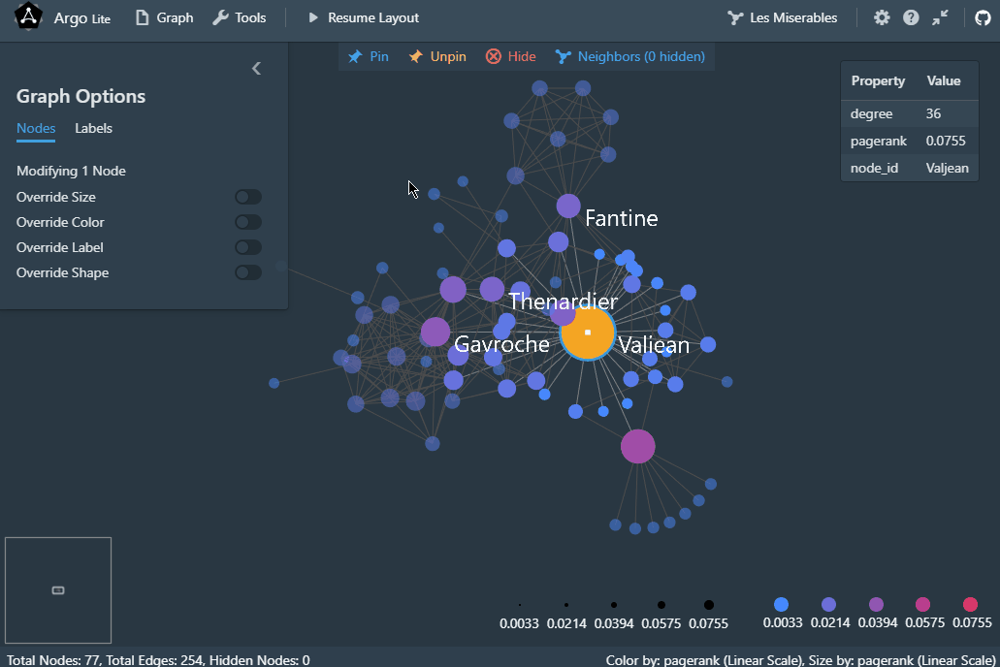 Argo Lite Graph Tools Resume Layout Les Miserables
Pin Unpin Hide Neighbors (0 hidden)
Graph Options
Nodes Labels
Modifying 1 Node
Override Size
Override Color
Override Label
Override Shape
Property Value
degree 36
pagerank 0.0755
node_id Valjean
Fantine
Thenardier
Gavroche
Valjean
0.0033 0.0214 0.0394 0.0575 0.0755
0.0033 0.0214 0.0394 0.0575 0.0755
Total Nodes: 77, Total Edges: 254, Hidden Nodes: 0
Color by: pagerank (Linear Scale), Size by: pagerank (Linear Scale)